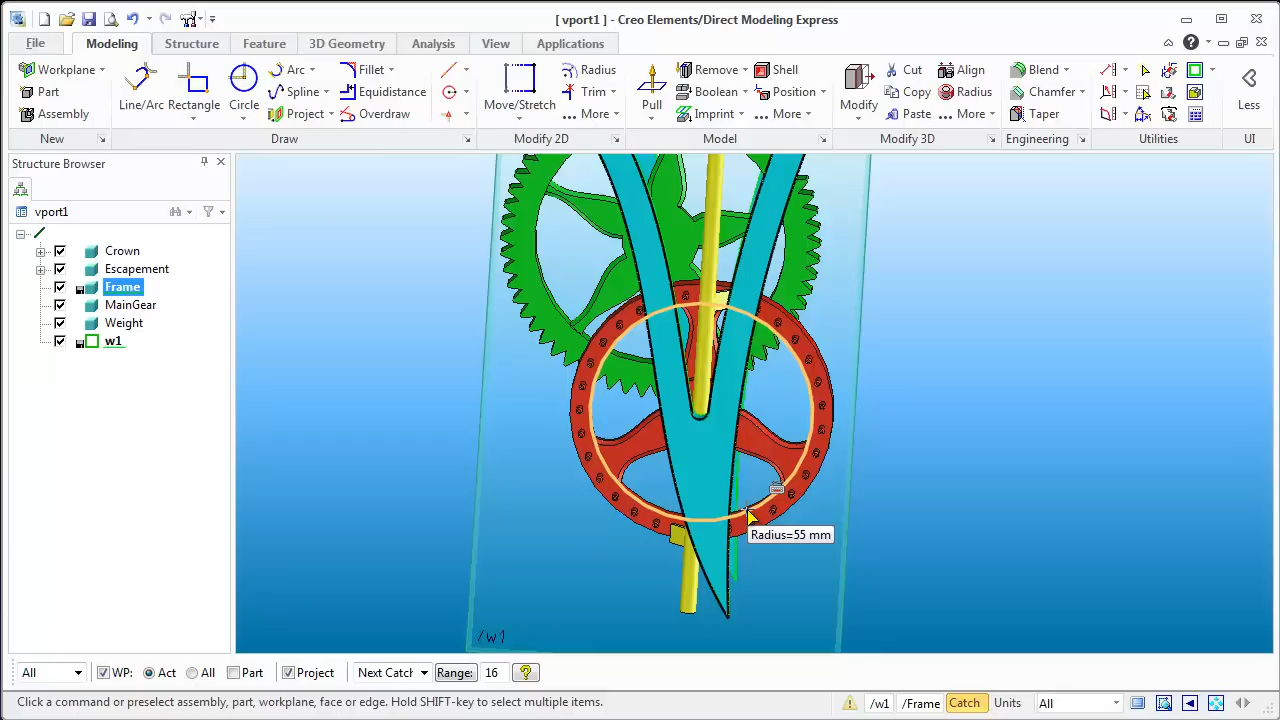 [ vport1 ] - Creo Elements/Direct Modeling Express
File Modeling Structure Feature 3D Geometry Analysis View Applications
Workplane Line/Arc Rectangle Circle Arc Fillet Move/Stretch Radius Pull Remove Shell Modify Cut Align Blend Less
Part Spline Equidistance Trim Boolean Position Copy Radius Chamfer
Assembly Project Overdraw More Imprint More Paste More Taper
New Draw Modify 2D Model Modify 3D Engineering Utilities UI
Structure Browser
vport1
Crown
Escapement
Frame
MainGear
Weight
w1
Radius=55 mm
/w1
All WP: Act All Part Project Next Catch Range: 16 ?
Click a command or preselect assembly, part, workplane, face or edge. Hold SHIFT-key to select multiple items. /w1 /Frame Catch Units All